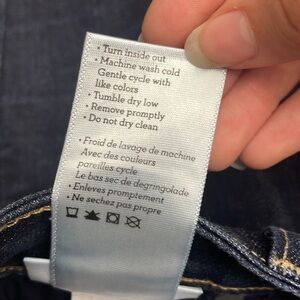 • Turn inside out
• Machine wash cold
Gentle cycle with
like colors
• Tumble dry low
• Remove promptly
• Do not dry clean
• Froid de lavage de machine
Avec des couleurs
pareilles cycle
Le bas sec de degringolade
• Enleves promptement
• Ne sechez pas propre